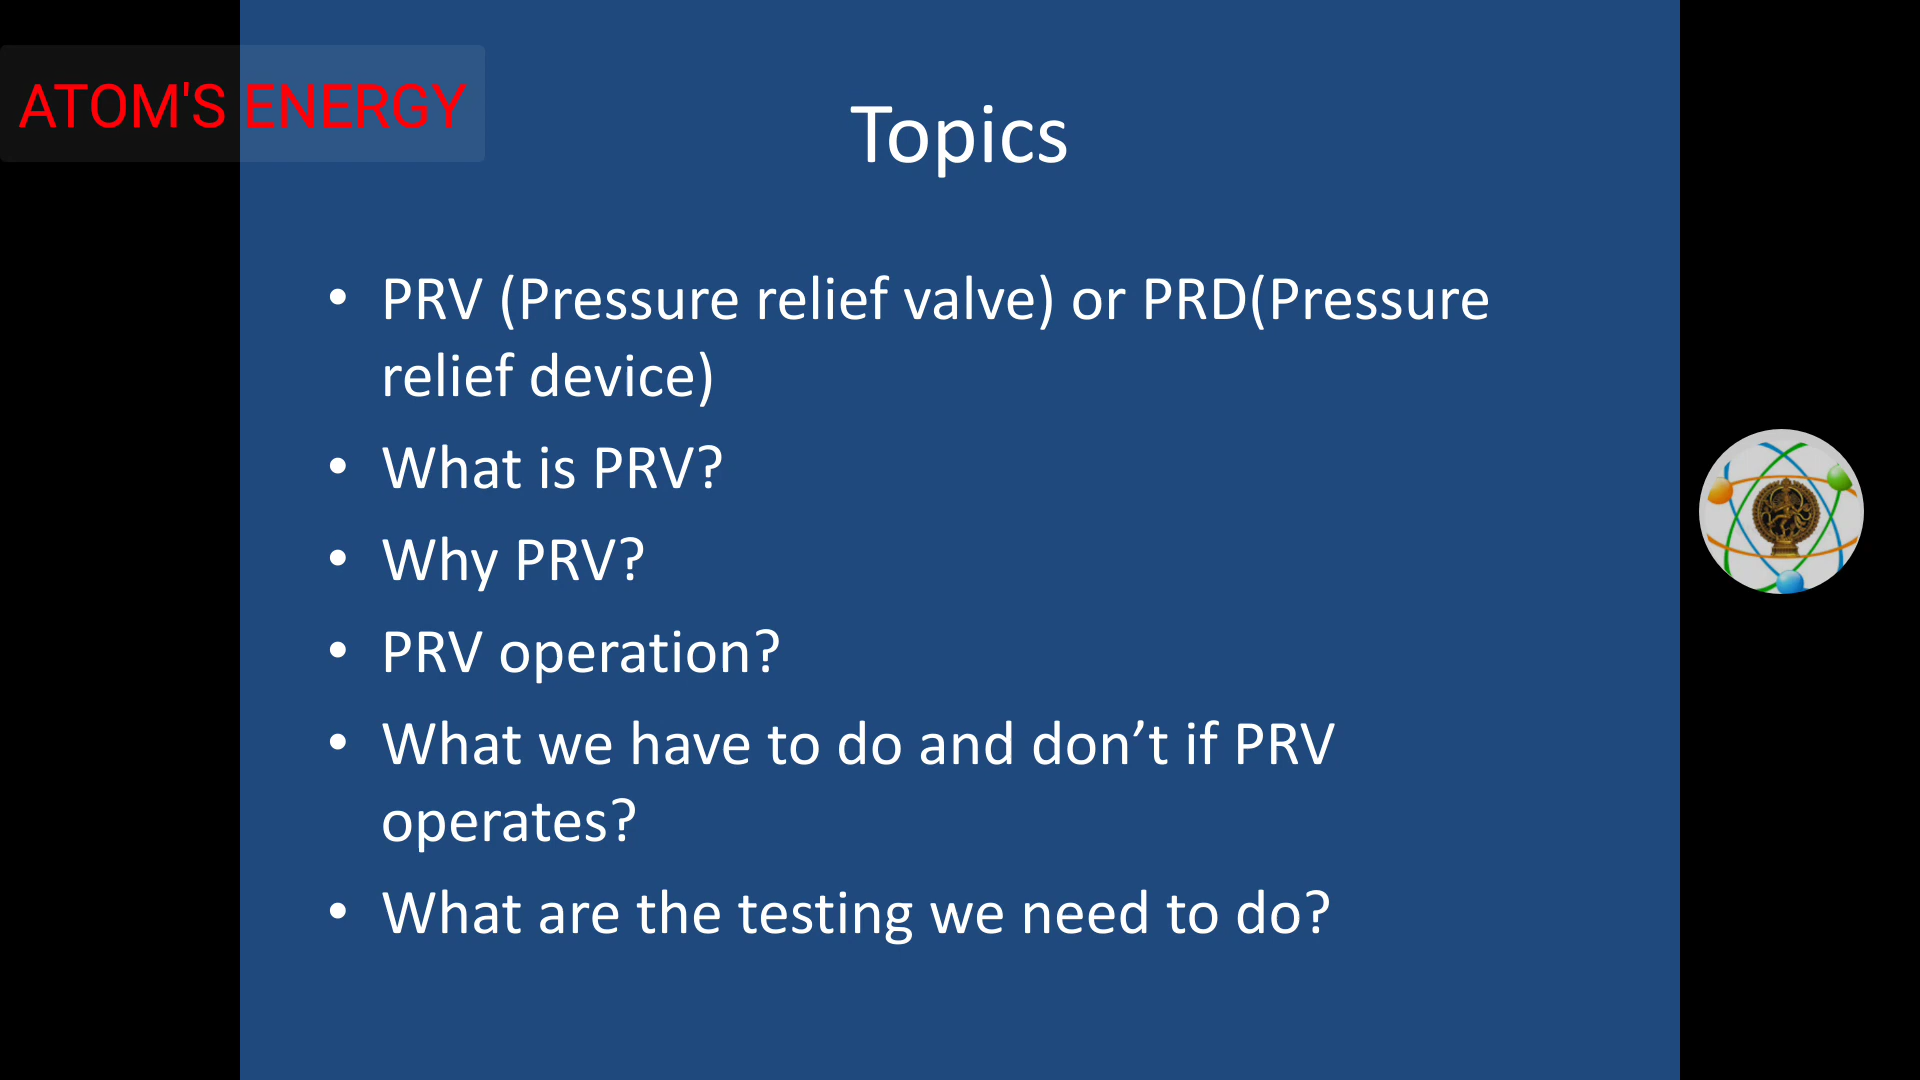 ATOM'S ENERGY
Topics
• PRV (Pressure relief valve) or PRD(Pressure
relief device)
• What is PRV?
• Why PRV?
• PRV operation?
• What we have to do and don’t if PRV
operates?
• What are the testing we need to do?